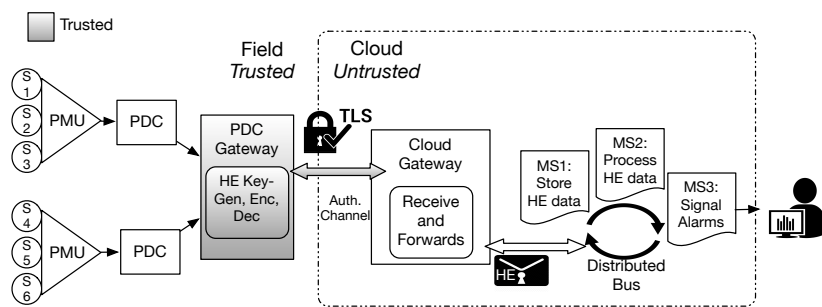 Trusted
Field
Trusted
Cloud
Untrusted
S
1
S
2
S
3
PMU
PDC
S
4
S
5
S
6
PMU
PDC
PDC
Gateway
HE Key-
Gen, Enc,
Dec
TLS
Auth.
Channel
Cloud
Gateway
Receive
and
Forwards
HE
MS1:
Store
HE data
MS2:
Process
HE data
MS3:
Signal
Alarms
Distributed
Bus